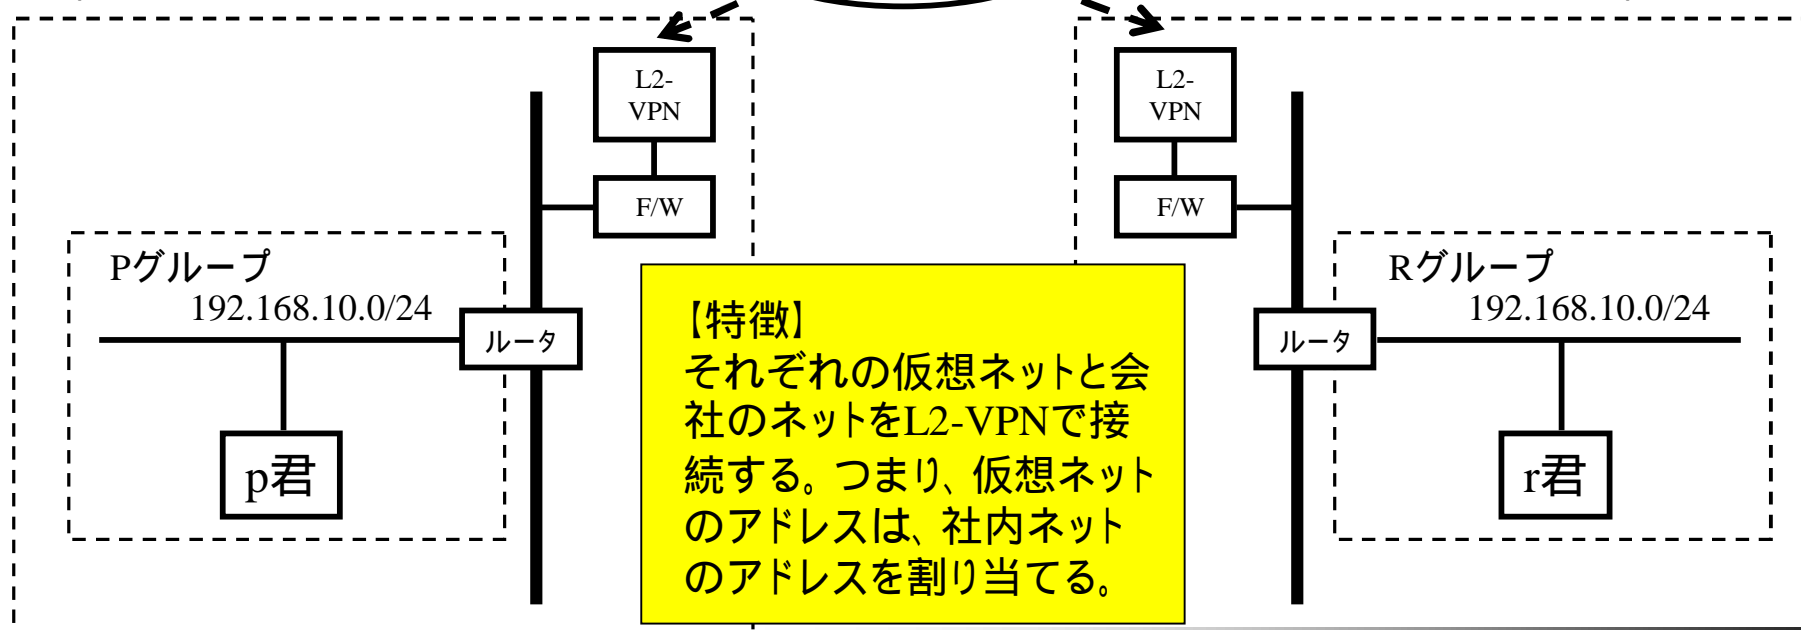 L2-
VPN
F/W
Pグループ
192.168.10.0/24
ルータ
p君
L2-
VPN
F/W
Rグループ
192.168.10.0/24
ルータ
r君
【特徴】
それぞれの仮想ネットと会
社のネットをL2-VPNで接
続する。つまり、仮想ネット
のアドレスは、社内ネット
のアドレスを割り当てる。